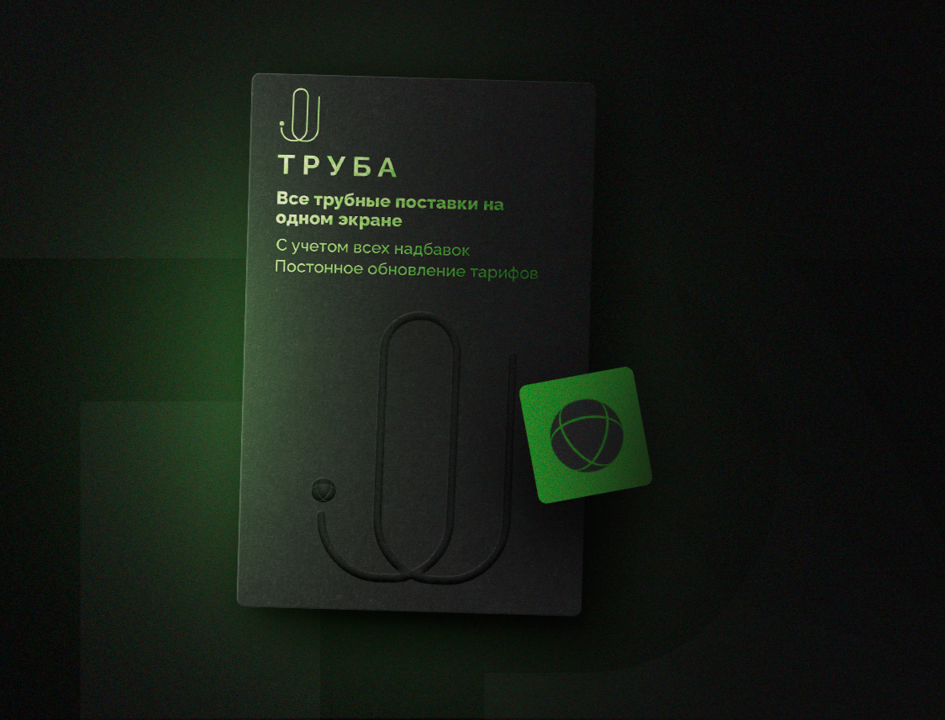 ТРУБА
Все трубные поставки на
одном экране
С учетом всех надбавок
Постонное обновление тарифов